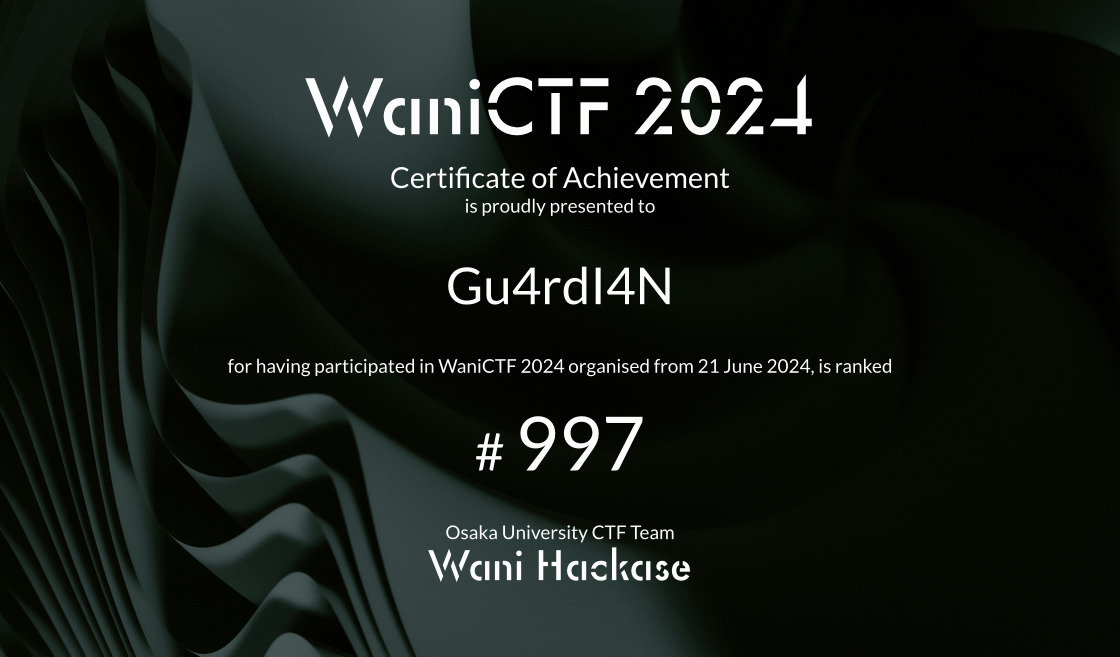 WaniCTF 2024
Certificate of Achievement
is proudly presented to
Gu4rdI4N
for having participated in WaniCTF 2024 organised from 21 June 2024, is ranked
# 997
Osaka University CTF Team
Wani Hackase